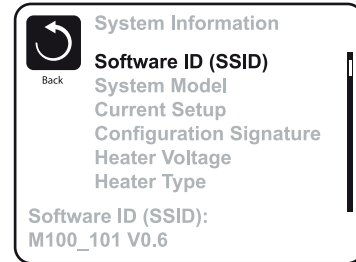 System Information
Back
Software ID (SSID)
System Model
Current Setup
Configuration Signature
Heater Voltage
Heater Type
Software ID (SSID):
M100_101 V0.6